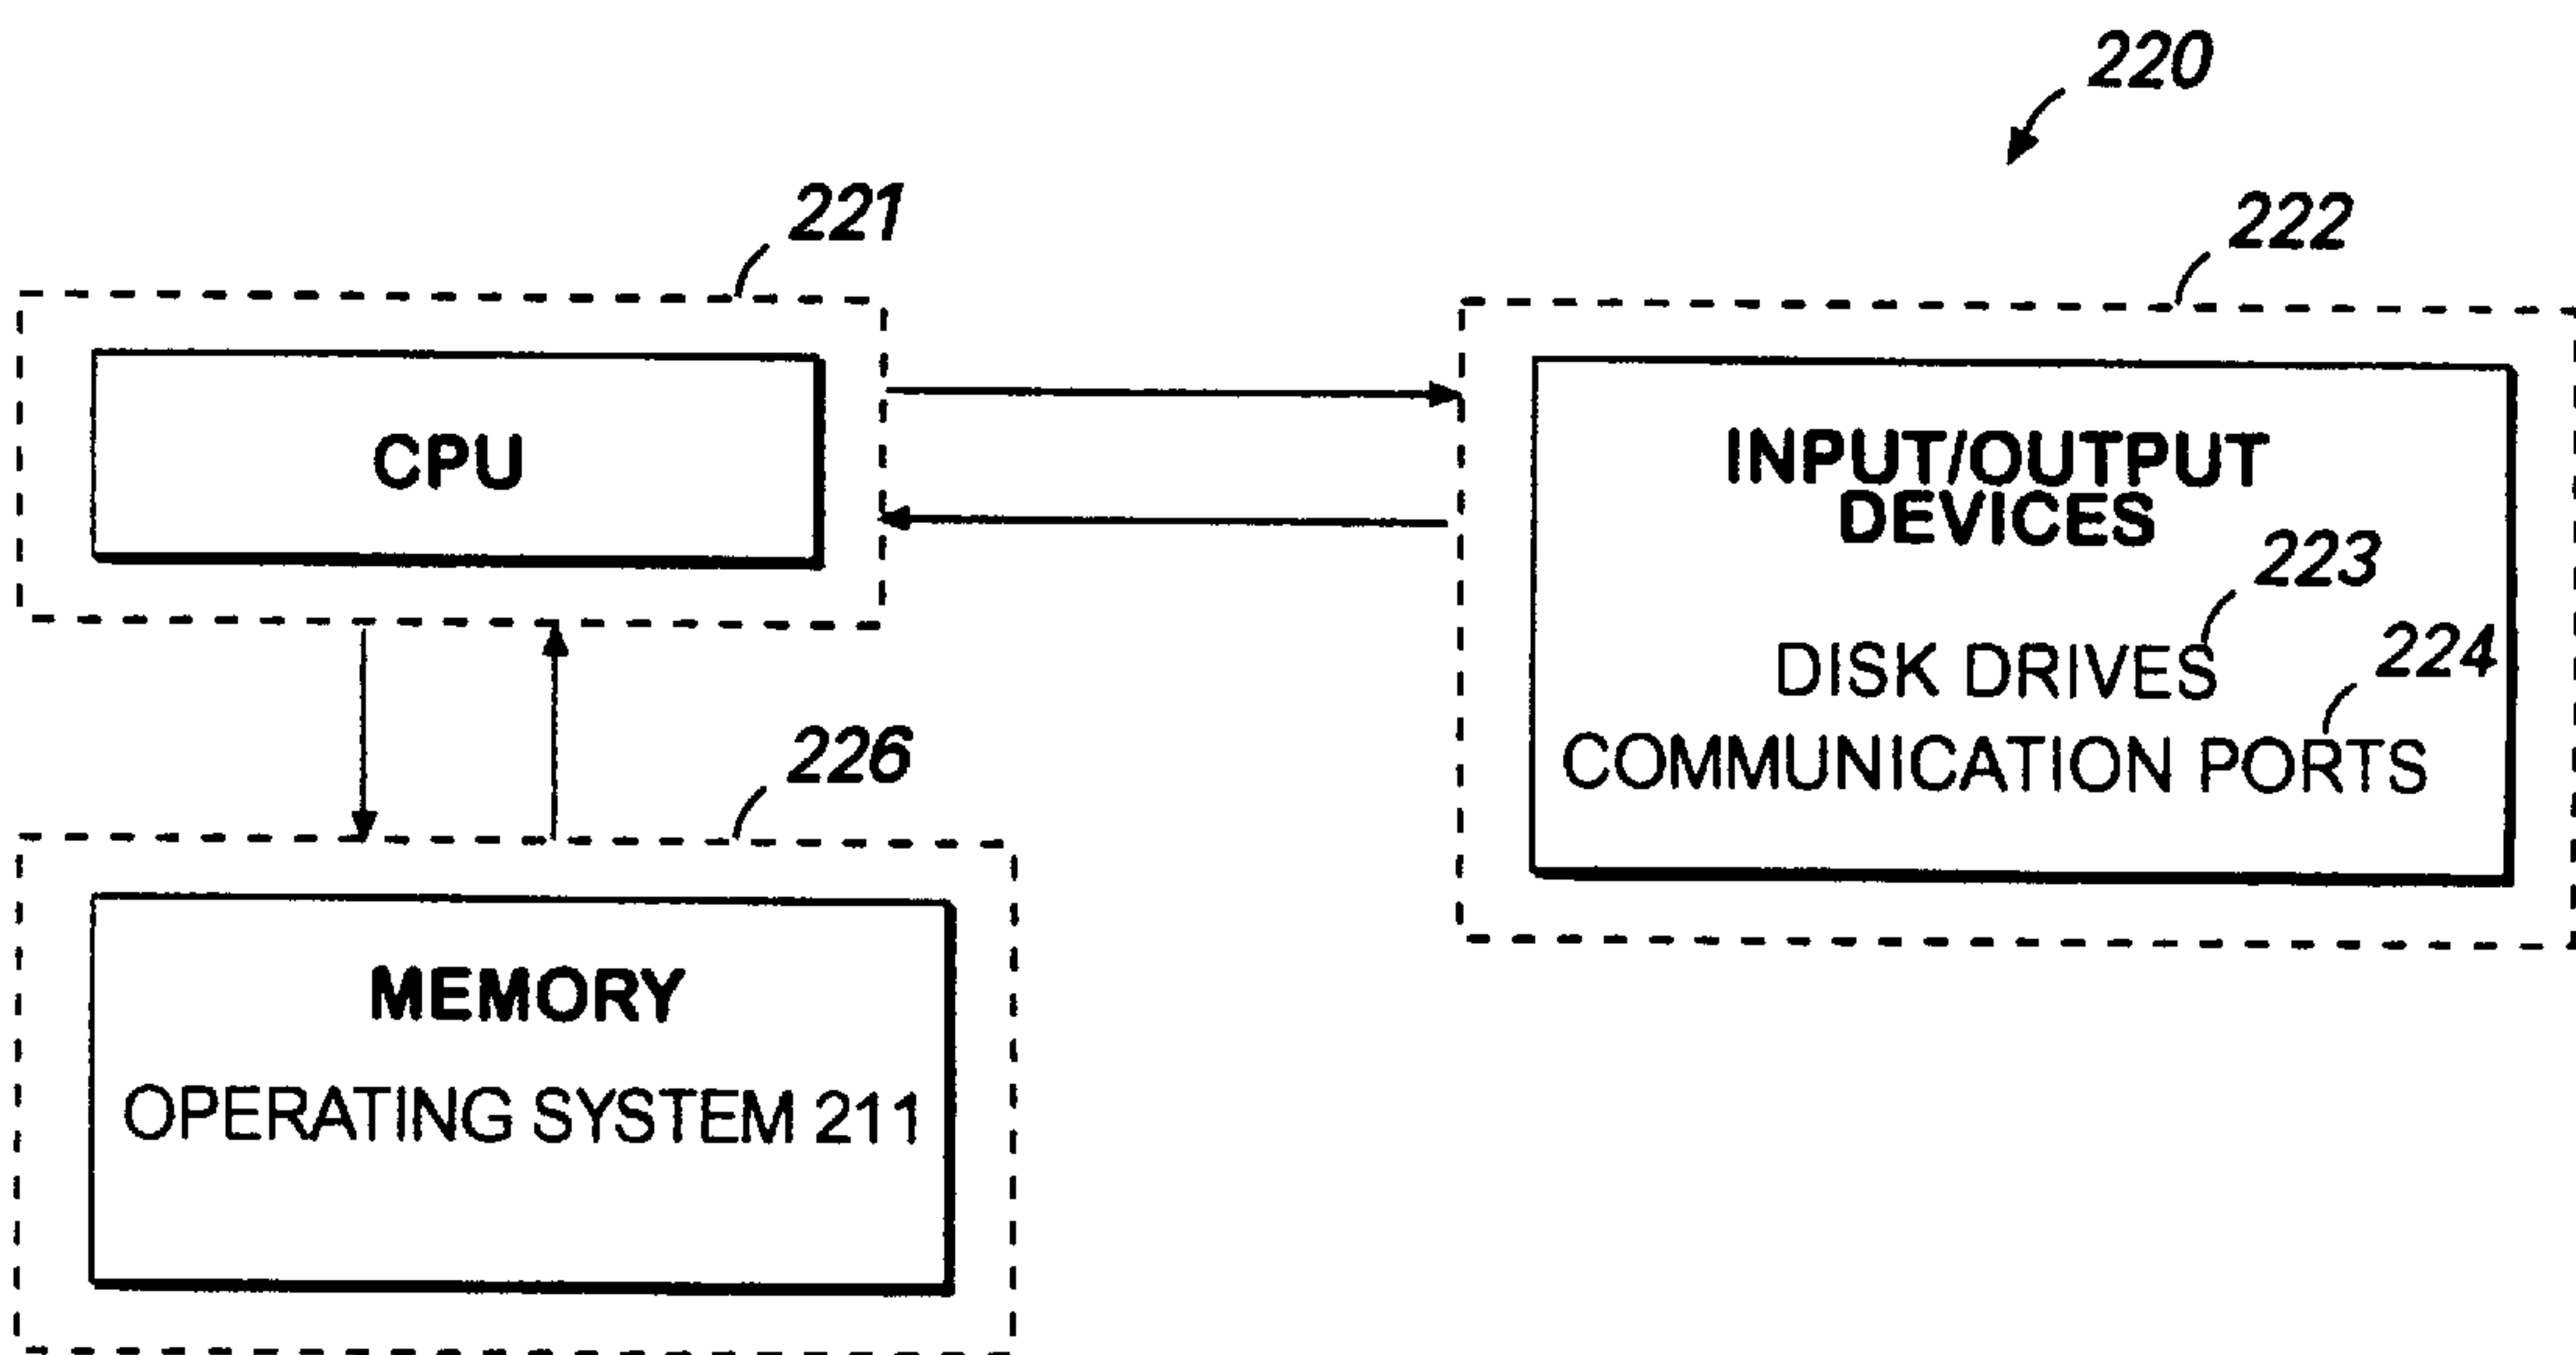 220
221
222
CPU
INPUT/OUTPUT
DEVICES
223
DISK DRIVES
224
COMMUNICATION PORTS
226
MEMORY
OPERATING SYSTEM 211